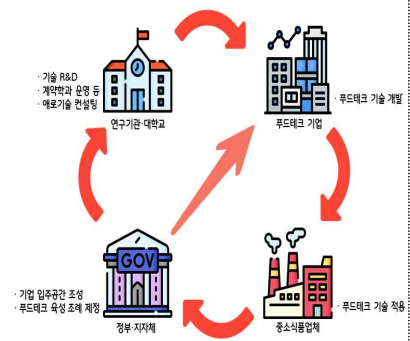 · 기술 R&D
· 계약학과 운영 등
· 애로기술 컨설팅
연구기관·대학교
· 푸드테크 기술 개발
푸드테크 기업
GOV
· 기업 입주공간 조성
· 푸드테크 육성 조례 제정
정부·지자체
· 푸드테크 기술 적용
중소식품업체